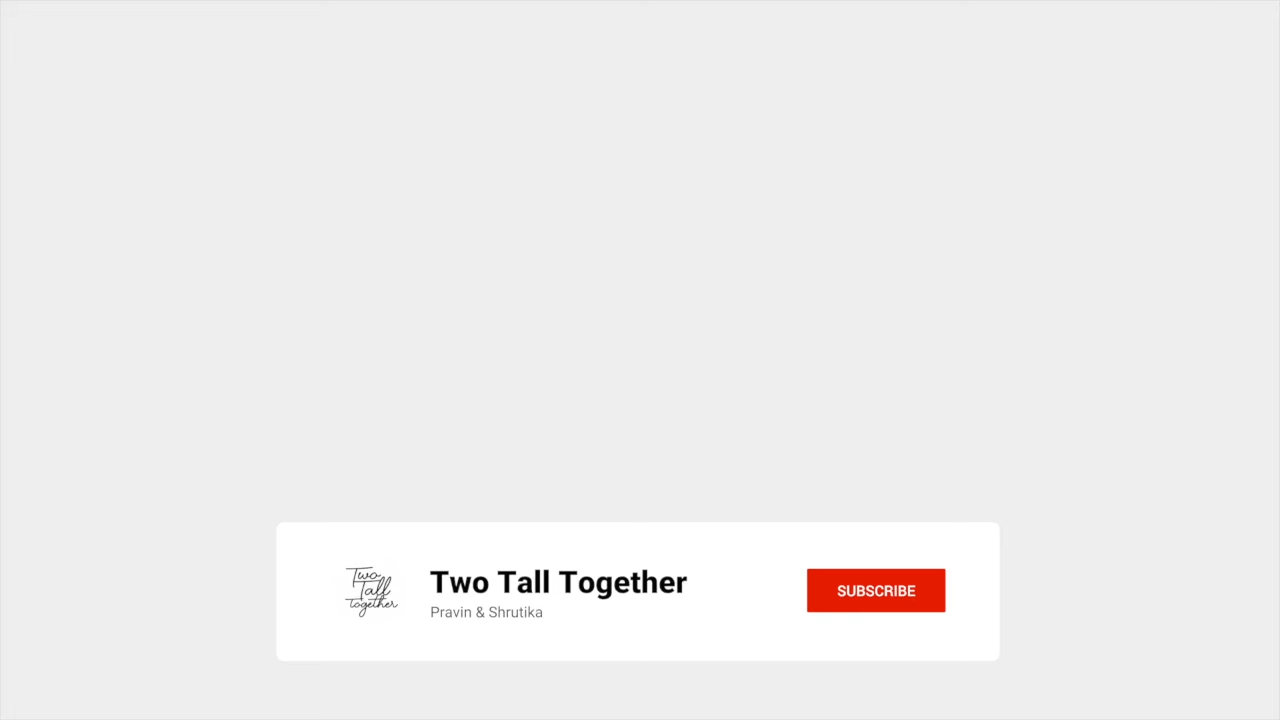 Two
Tall
together
Two Tall Together
Pravin & Shrutika
SUBSCRIBE